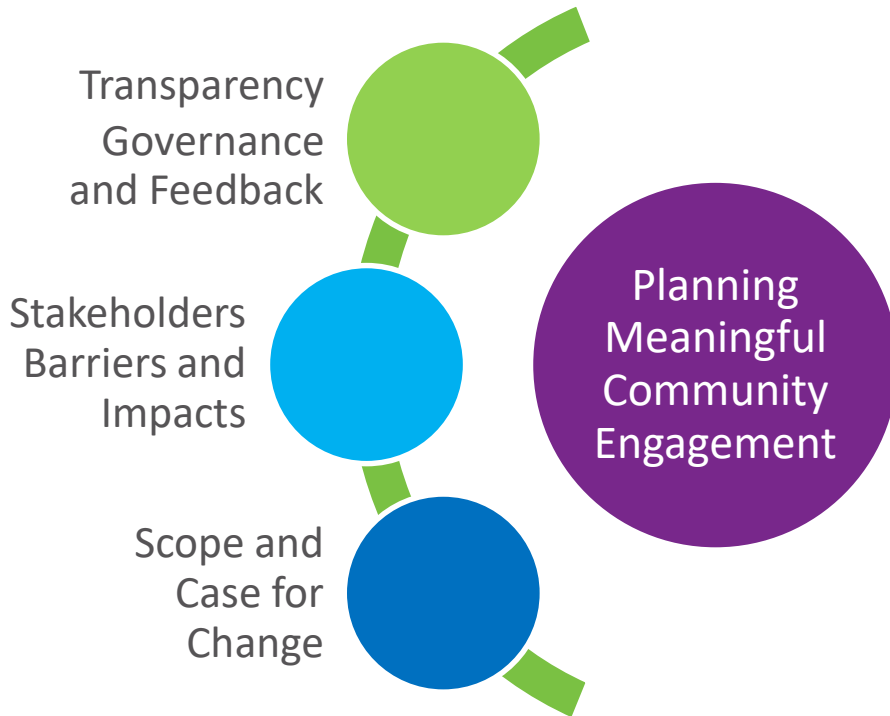 Transparency
Governance
and Feedback
Stakeholders
Barriers and
Impacts
Scope and
Case for
Change
Planning
Meaningful
Community
Engagement